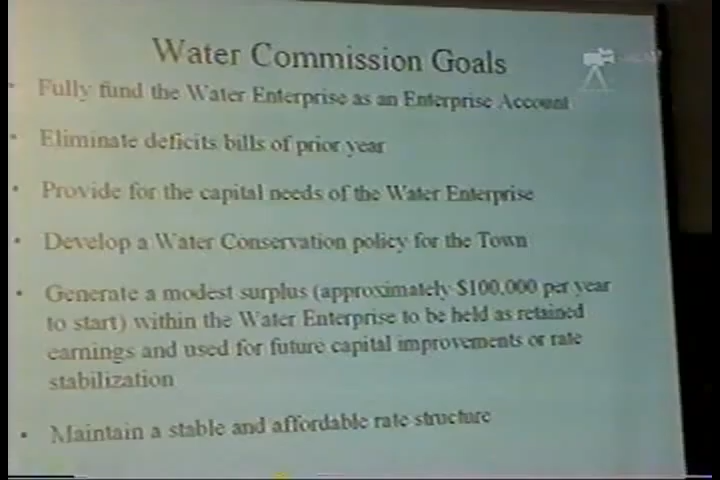 Water Commission Goals
• Fully fund the Water Enterprise as an Enterprise Account
• Eliminate deficits bills of prior year
• Provide for the capital needs of the Water Enterprise
• Develop a Water Conservation policy for the Town
• Generate a modest surplus (approximately $100,000 per year
to start) within the Water Enterprise to be held as retained
earnings and used for future capital improvements or rate
stabilization
• Maintain a stable and affordable rate structure